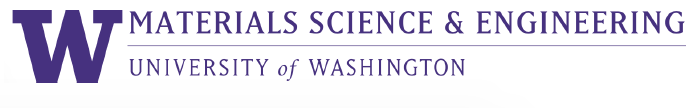 W
MATERIALS SCIENCE & ENGINEERING
UNIVERSITY of WASHINGTON